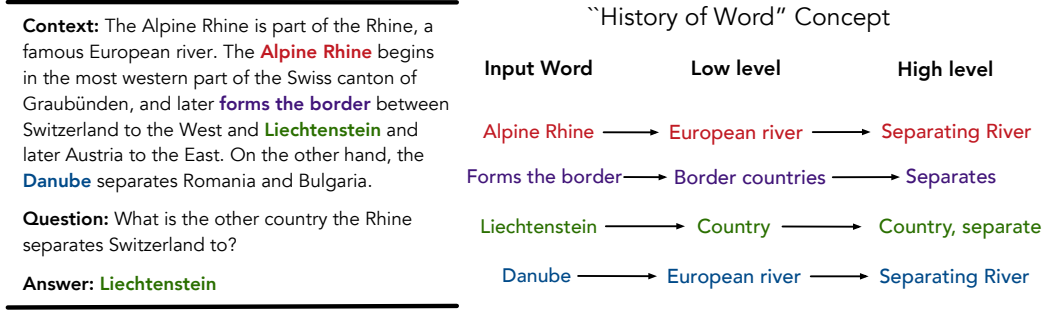 Context: The Alpine Rhine is part of the Rhine, a
famous European river. The Alpine Rhine begins
in the most western part of the Swiss canton of
Graubünden, and later forms the border between
Switzerland to the West and Liechtenstein and
later Austria to the East. On the other hand, the
Danube separates Romania and Bulgaria.
Question: What is the other country the Rhine
separates Switzerland to?
Answer: Liechtenstein
``History of Word” Concept
Input Word Low level High level
Alpine Rhine European river Separating River
Forms the border Border countries Separates
Liechtenstein Country Country, separate
Danube European river Separating River